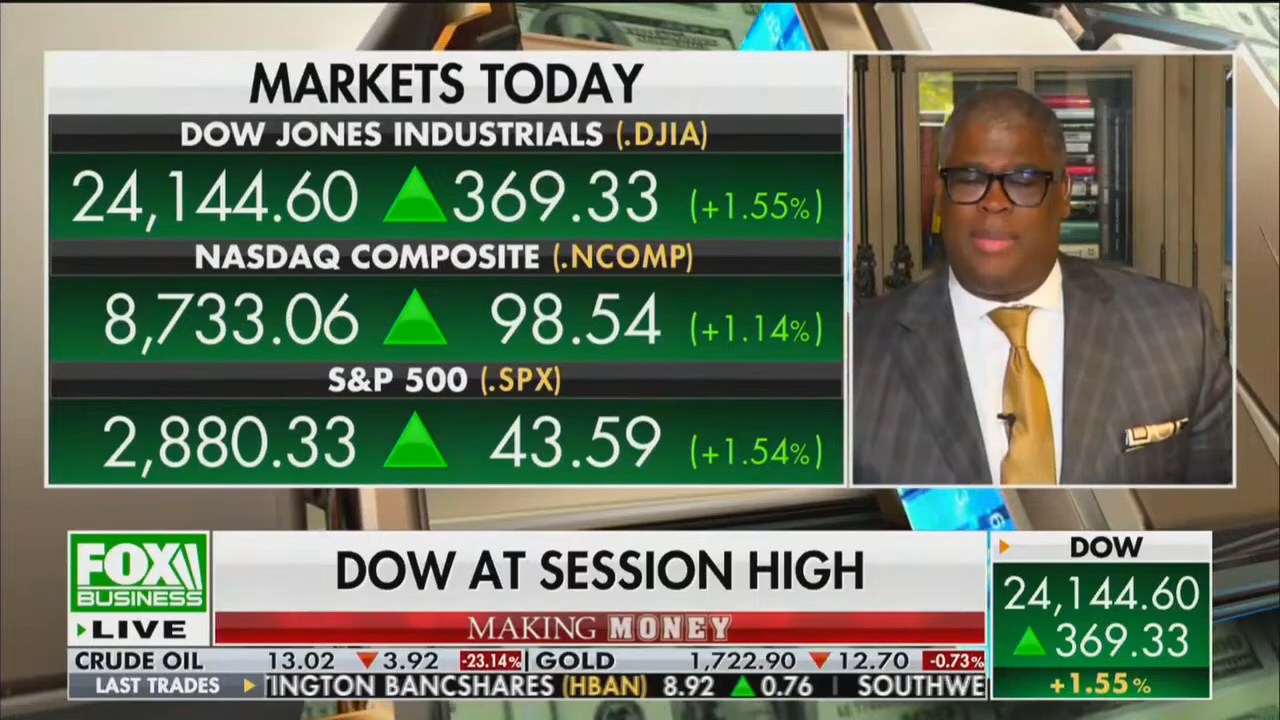 MARKETS TODAY
DOW JONES INDUSTRIALS (.DJIA)
24,144.60 ▲ 369.33 (+1.55%)
NASDAQ COMPOSITE (.NCOMP)
8,733.06 ▲ 98.54 (+1.14%)
S&P 500 (.SPX)
2,880.33 ▲ 43.59 (+1.54%)
FOX
BUSINESS
LIVE
DOW AT SESSION HIGH
MAKING MONEY
DOW
24,144.60
▲ 369.33
+1.55%
CRUDE OIL 13.02 ▼ 3.92 -23.14% GOLD 1,722.90 ▼ 12.70 -0.73%
LAST TRADES INGTON BANCSHARES (HBAN) 8.92 ▲ 0.76 SOUTHWE